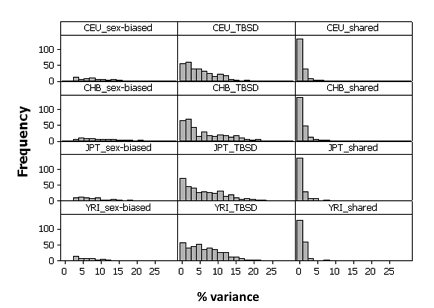 CEU_sex-biased CEU_TBSD CEU_shared
100
50
0
CHB_sex-biased CHB_TBSD CHB_shared
100
50
0
JPT_sex-biased JPT_TBSD JPT_shared
100
50
0
YRI_sex-biased YRI_TBSD YRI_shared
100
50
0
0 5 10 15 20 25 0 5 10 15 20 25 0 5 10 15 20 25
Frequency
% variance